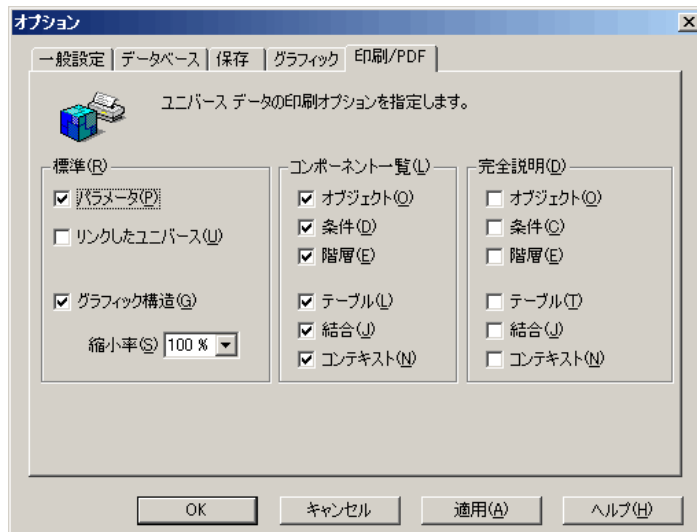 オプション
一般設定 データベース 保存 グラフィック 印刷/PDF
ユニバース データの印刷オプションを指定します。
標準(R)
パラメータ(P)
リンクしたユニバース(U)
グラフィック構造(G)
縮小率(S) 100 %
コンポーネント一覧(L)
オブジェクト(O)
条件(D)
階層(E)
テーブル(L)
結合(J)
コンテキスト(N)
完全説明(D)
オブジェクト(O)
条件(C)
階層(E)
テーブル(T)
結合(J)
コンテキスト(N)
OK キャンセル 適用(A) ヘルプ(H)